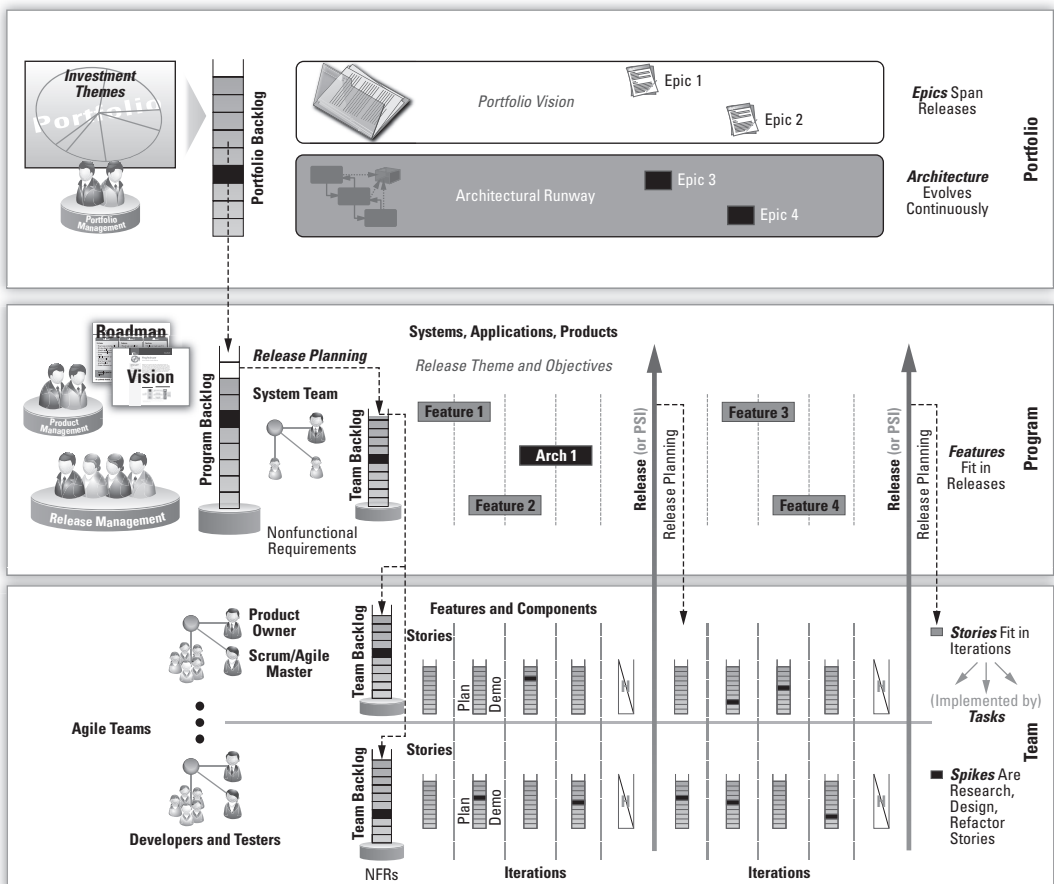 Investment
Themes
Portfolio
Portfolio
Management
Portfolio Backlog
Portfolio Vision
Epic 1
Epic 2
Epics Span
Releases
Architectural Runway
Epic 3
Epic 4
Architecture
Evolves
Continuously
Portfolio
Roadmap
Vision
Product
Management
Release Management
Program Backlog
Release Planning
System Team
Team Backlog
Nonfunctional
Requirements
Systems, Applications, Products
Release Theme and Objectives
Feature 1
Arch 1
Feature 2
Release (or PSI)
Release Planning
Feature 3
Feature 4
Release (or PSI)
Release Planning
Features
Fit in
Releases
Program
Product
Owner
Scrum/Agile
Master
Agile Teams
Developers and Testers
Team Backlog
Features and Components
Stories
Plan
Demo
H
H
Stories Fit in
Iterations
(Implemented by)
Tasks
Team
Team Backlog
NFRs
Stories
Plan
Demo
H
H
Iterations
Iterations
Spikes Are
Research,
Design,
Refactor
Stories